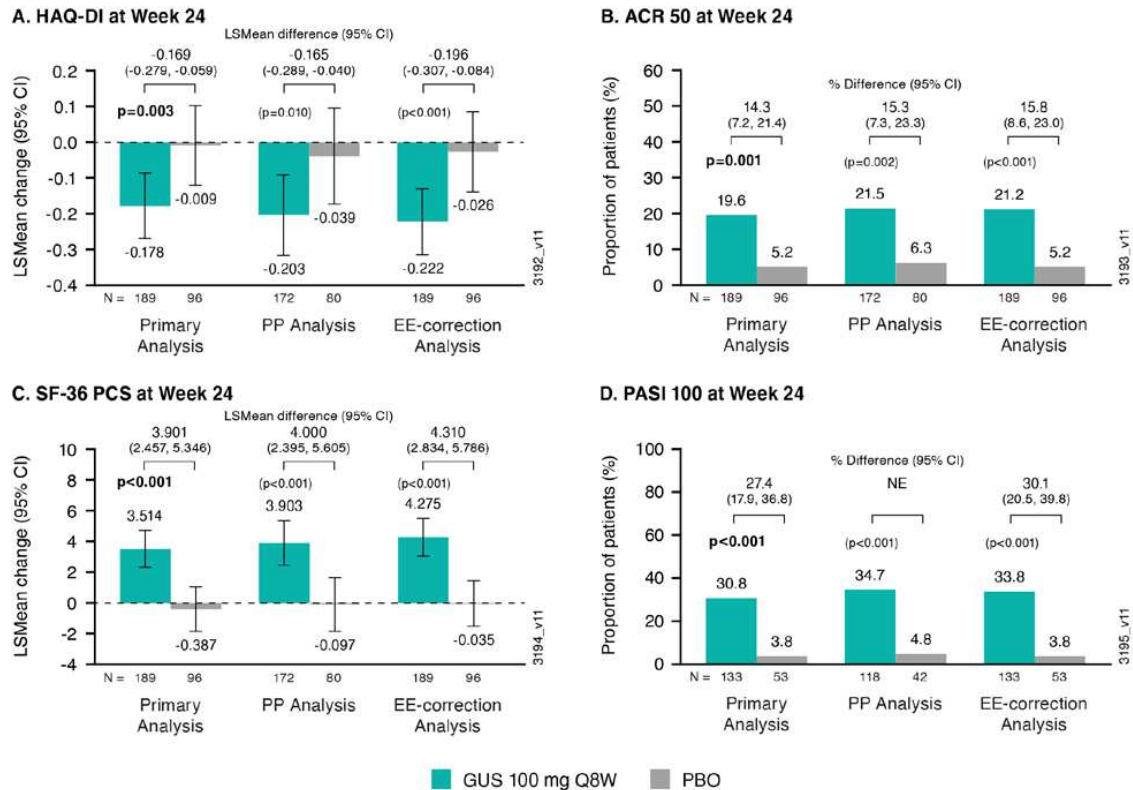 A. HAQ-DI at Week 24
LSMean difference (95% CI)
-0.169
(-0.279, -0.059)
-0.165
(-0.289, -0.040)
-0.196
(-0.307, -0.084)
LSMean change (95% CI)
0.2
0.1
0.0
-0.1
-0.2
-0.3
-0.4
p=0.003
(p=0.010)
(p<0.001)
-0.178
-0.009
-0.203
-0.039
-0.222
-0.026
3192_v11
N = 189 96 172 80 189 96
Primary Analysis
PP Analysis
EE-correction Analysis
B. ACR 50 at Week 24
% Difference (95% CI)
14.3
(7.2, 21.4)
15.3
(7.3, 23.3)
15.8
(8.6, 23.0)
Proportion of patients (%)
60
50
40
30
20
10
0
p=0.001
(p=0.002)
(p<0.001)
19.6
5.2
21.5
6.3
21.2
5.2
3193_v11
N = 189 96 172 80 189 96
Primary Analysis
PP Analysis
EE-correction Analysis
C. SF-36 PCS at Week 24
LSMean difference (95% CI)
3.901
(2.457, 5.346)
4.000
(2.395, 5.605)
4.310
(2.834, 5.786)
LSMean change (95% CI)
10
8
6
4
2
0
-2
-4
p<0.001
(p<0.001)
(p<0.001)
3.514
-0.387
3.903
-0.097
4.275
-0.035
3194_v11
N = 189 96 172 80 189 96
Primary Analysis
PP Analysis
EE-correction Analysis
D. PASI 100 at Week 24
% Difference (95% CI)
27.4
(17.9, 36.8)
NE
30.1
(20.5, 39.8)
Proportion of patients (%)
100
80
60
40
20
0
p<0.001
(p<0.001)
(p<0.001)
30.8
3.8
34.7
4.8
33.8
3.8
3195_v11
N = 133 53 118 42 133 53
Primary Analysis
PP Analysis
EE-correction Analysis
GUS 100 mg Q8W
PBO